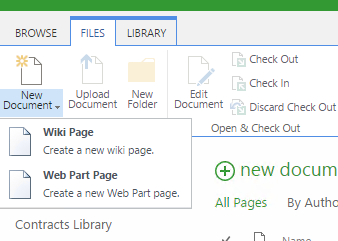 BROWSE FILES LIBRARY
New Document Upload Document New Folder Edit Document
Check Out
Check In
Discard Check Out
Open & Check Out
Wiki Page
Create a new wiki page.
Web Part Page
Create a new Web Part page.
new docum
All Pages By Autho
Contracts Library
Name